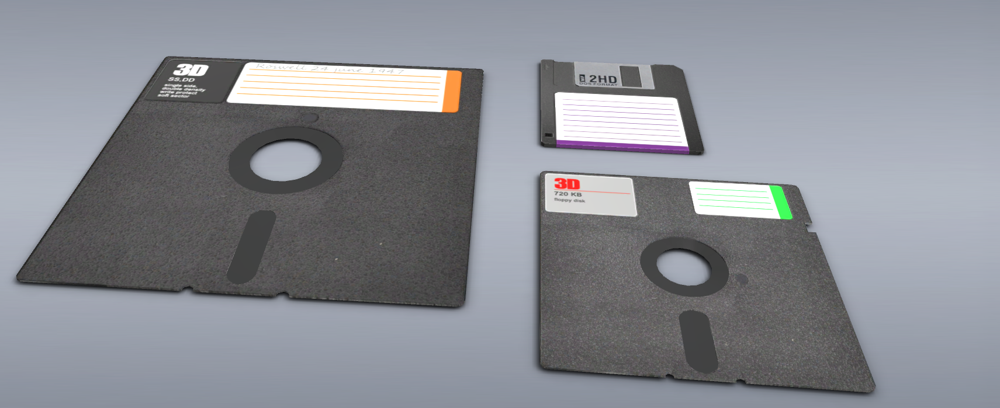 3D
SS,DD
single side,
double density
write protect
soft sector
Roswell 24 june 1947
2HD
DOS FORMAT
3D
720 KB
floppy disk